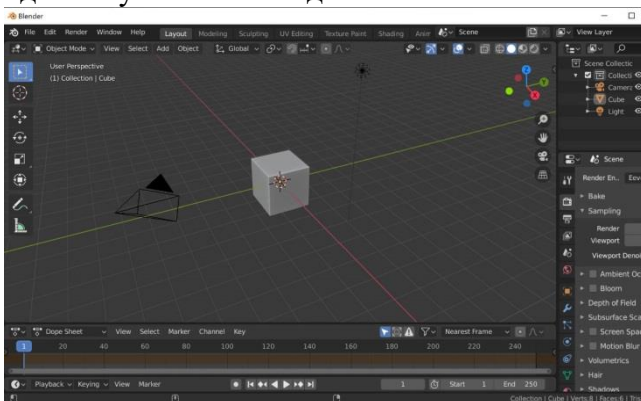 Blender
File Edit Render Window Help Layout Modeling Sculpting UV Editing Texture Paint Shading Scene View Layer
Object Mode View Select Add Object Global
User Perspective
(1) Collection | Cube
Scene Collectic
Collecti
Camera
Cube
Light
Scene
Render En.. Eev
Bake
Sampling
Render
Viewport
Viewport Denoi
Ambient Oc
Bloom
Depth of Field
Subsurface Sca
Screen Spac
Motion Blur
Volumetrics
Hair
Shadows
Dope Sheet View Select Marker Channel Key Nearest Frame
1 20 40 60 80 100 120 140 160 180 200 220 240
Playback Keying View Marker 1 Start 1 End 250
Collection | Cube | Verts:8 | Faces:6 | Tris